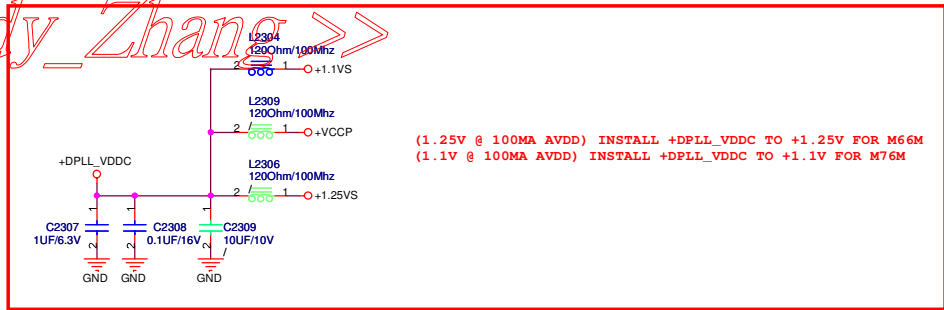 dy_Zhang >>
L2304
120Ohm/100Mhz
2 1 +1.1VS
L2309
120Ohm/100Mhz
2 / 1 +VCCP
(1.25V @ 100MA AVDD) INSTALL +DPLL_VDDC TO +1.25V FOR M66M
(1.1V @ 100MA AVDD) INSTALL +DPLL_VDDC TO +1.1V FOR M76M
+DPLL_VDDC
L2306
120Ohm/100Mhz
2 / 1 +1.25VS
1 1 1
C2307 C2308 C2309
1UF/6.3V 0.1UF/16V 10UF/10V
2 2 2 /
GND GND GND